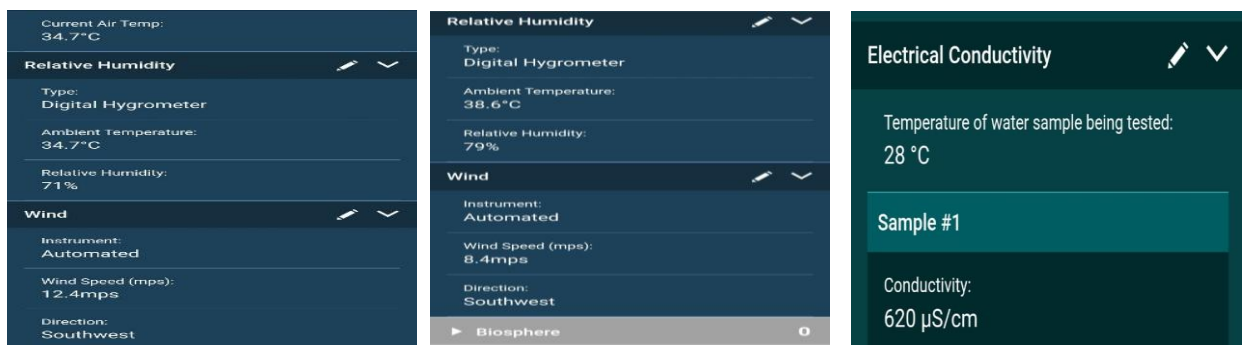 Current Air Temp:
34.7°C
Relative Humidity
Type:
Digital Hygrometer
Ambient Temperature:
34.7°C
Relative Humidity:
71%
Wind
Instrument:
Automated
Wind Speed (mps):
12.4mps
Direction:
Southwest
Relative Humidity
Type:
Digital Hygrometer
Ambient Temperature:
38.6°C
Relative Humidity:
79%
Wind
Instrument:
Automated
Wind Speed (mps):
8.4mps
Direction:
Southwest
Biosphere 0
Electrical Conductivity
Temperature of water sample being tested:
28 °C
Sample #1
Conductivity:
620 µS/cm